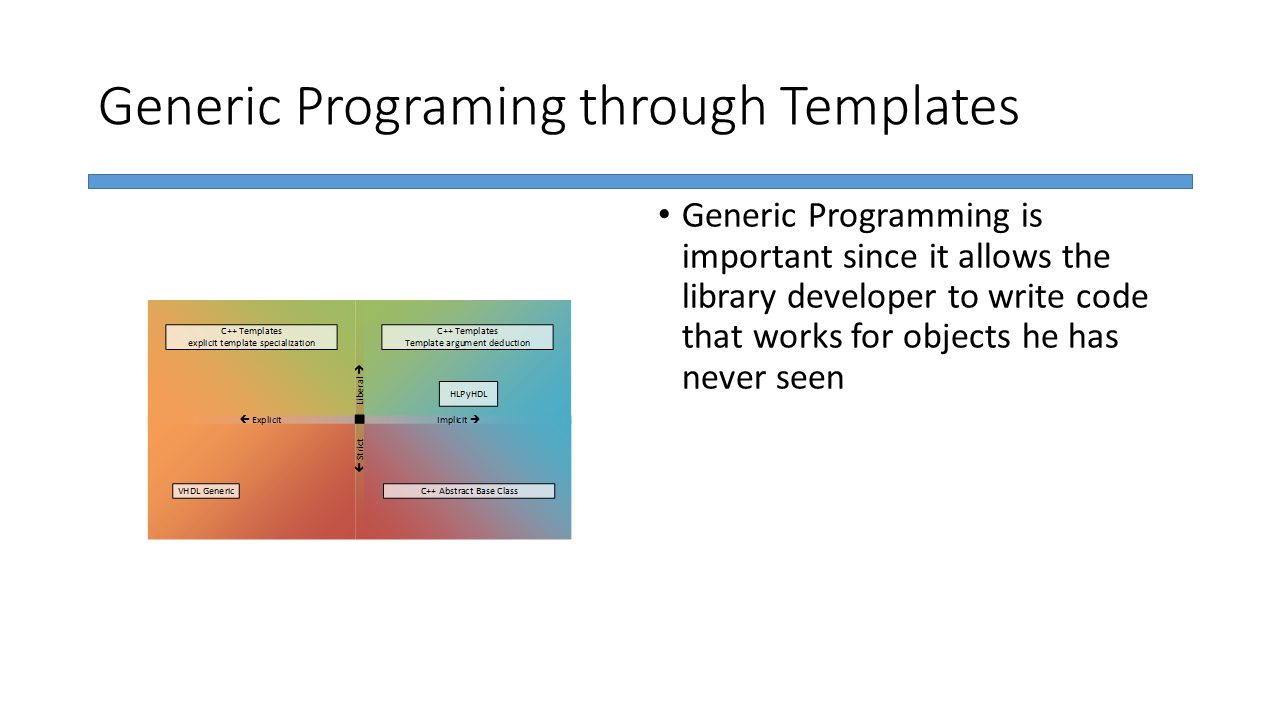 Generic Programing through Templates
• Generic Programming is
important since it allows the
library developer to write code
that works for objects he has
never seen
C++ Templates
explicit template specialization
C++ Templates
Template argument deduction
HLPyHDL
Liberal →
← Explicit
Implicit →
← Strict
VHDL Generic
C++ Abstract Base Class